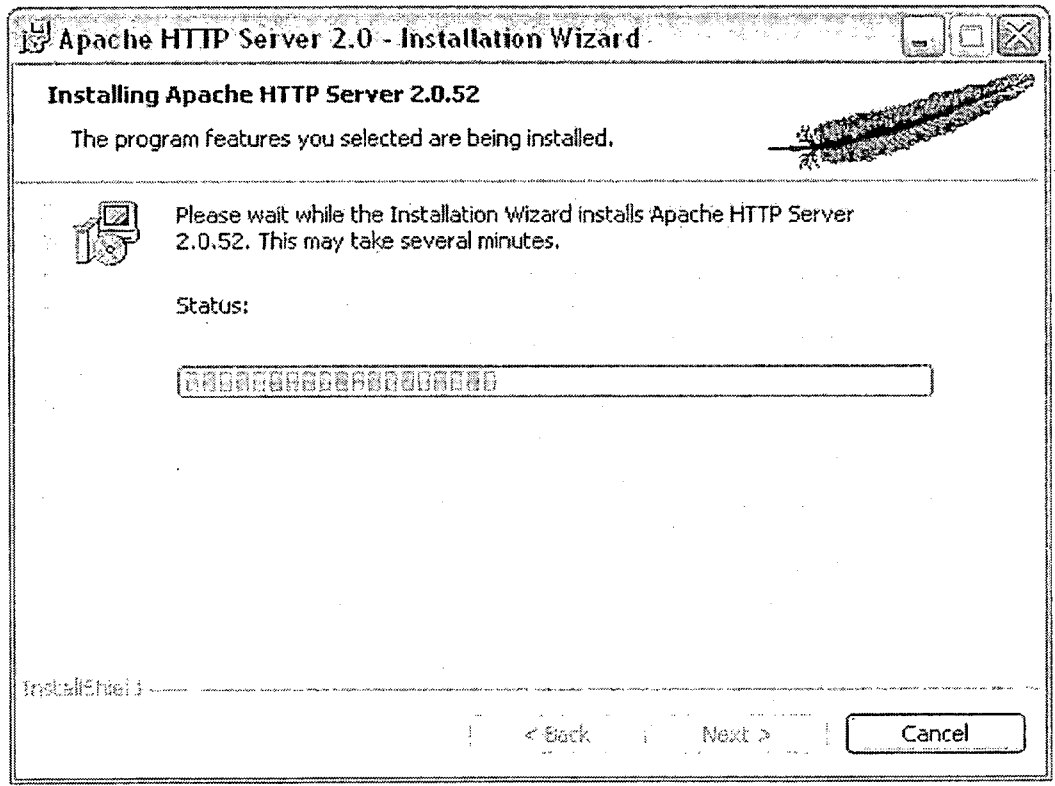 Apache HTTP Server 2.0 - Installation Wizard
Installing Apache HTTP Server 2.0.52
The program features you selected are being installed.
Please wait while the Installation Wizard installs Apache HTTP Server
2.0.52. This may take several minutes.
Status:
InstallShield
< Back Next > Cancel